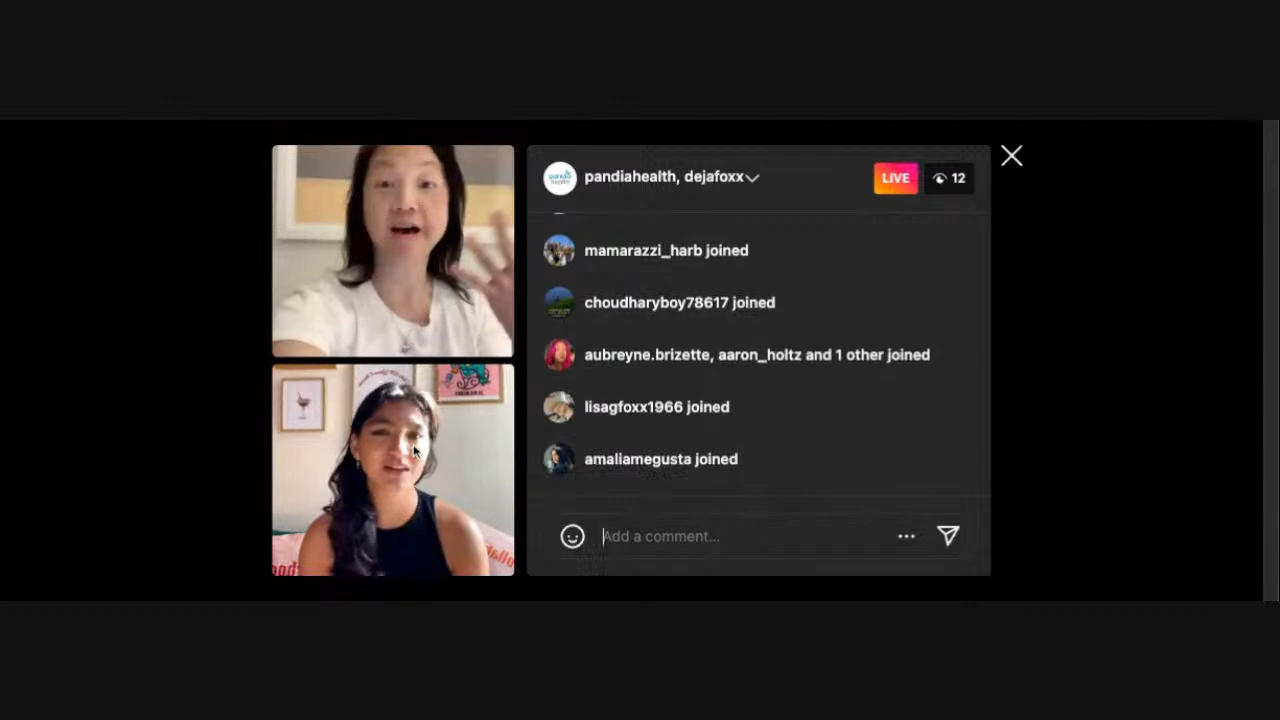 pandiahealth, dejafoxx
LIVE
12
mamarazzi_harb joined
choudharyboy78617 joined
aubreyne.brizette, aaron_holtz and 1 other joined
lisagfoxx1966 joined
amaliamegusta joined
Add a comment...